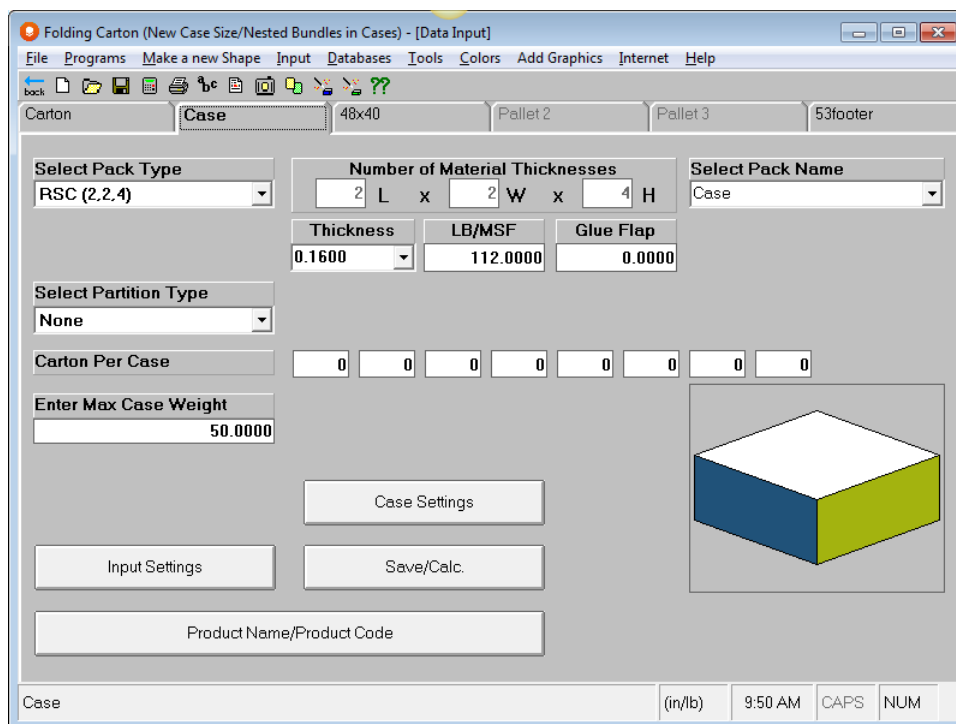 Folding Carton (New Case Size/Nested Bundles in Cases) - [Data Input]
File Programs Make a new Shape Input Databases Tools Colors Add Graphics Internet Help
back abc ??
Carton Case 48x40 Pallet 2 Pallet 3 53footer
Select Pack Type Number of Material Thicknesses Select Pack Name
RSC (2,2,4) 2 L x 2 W x 4 H Case
Thickness LB/MSF Glue Flap
0.1600 112.0000 0.0000
Select Partition Type
None
Carton Per Case 0 0 0 0 0 0 0 0
Enter Max Case Weight
50.0000
Case Settings
Input Settings Save/Calc.
Product Name/Product Code
Case (in/lb) 9:50 AM CAPS NUM